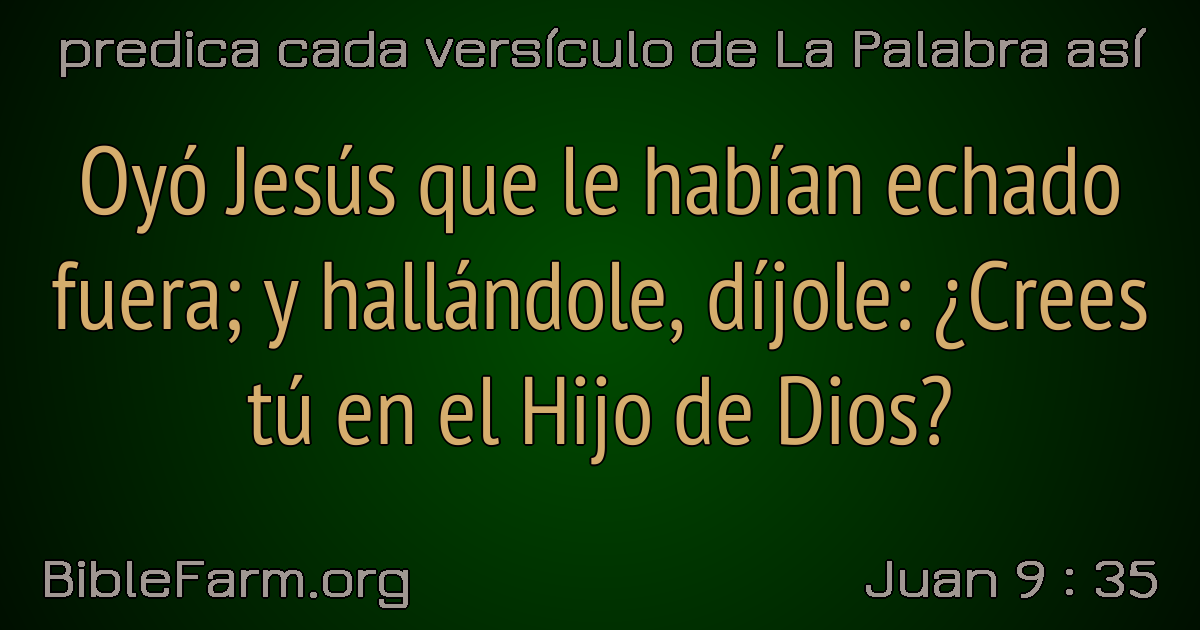 predica cada versículo de La Palabra así
Oyó Jesús que le habían echado
fuera; y hallándole, díjole: ¿Crees
tú en el Hijo de Dios?
BibleFarm.org
Juan 9 : 35